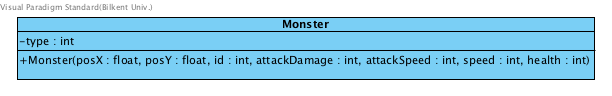 Visual Paradigm Standard(Bilkent Univ.)
Monster
-type : int
+Monster(posX : float, posY : float, id : int, attackDamage : int, attackSpeed : int, speed : int, health : int)